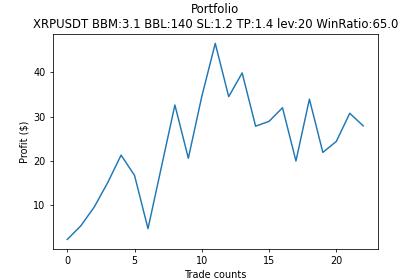 Portfolio
XRPUSDT BBM:3.1 BBL:140 SL:1.2 TP:1.4 lev:20 WinRatio:65.0
40
30
20
10
Profit ($)
0 5 10 15 20
Trade counts